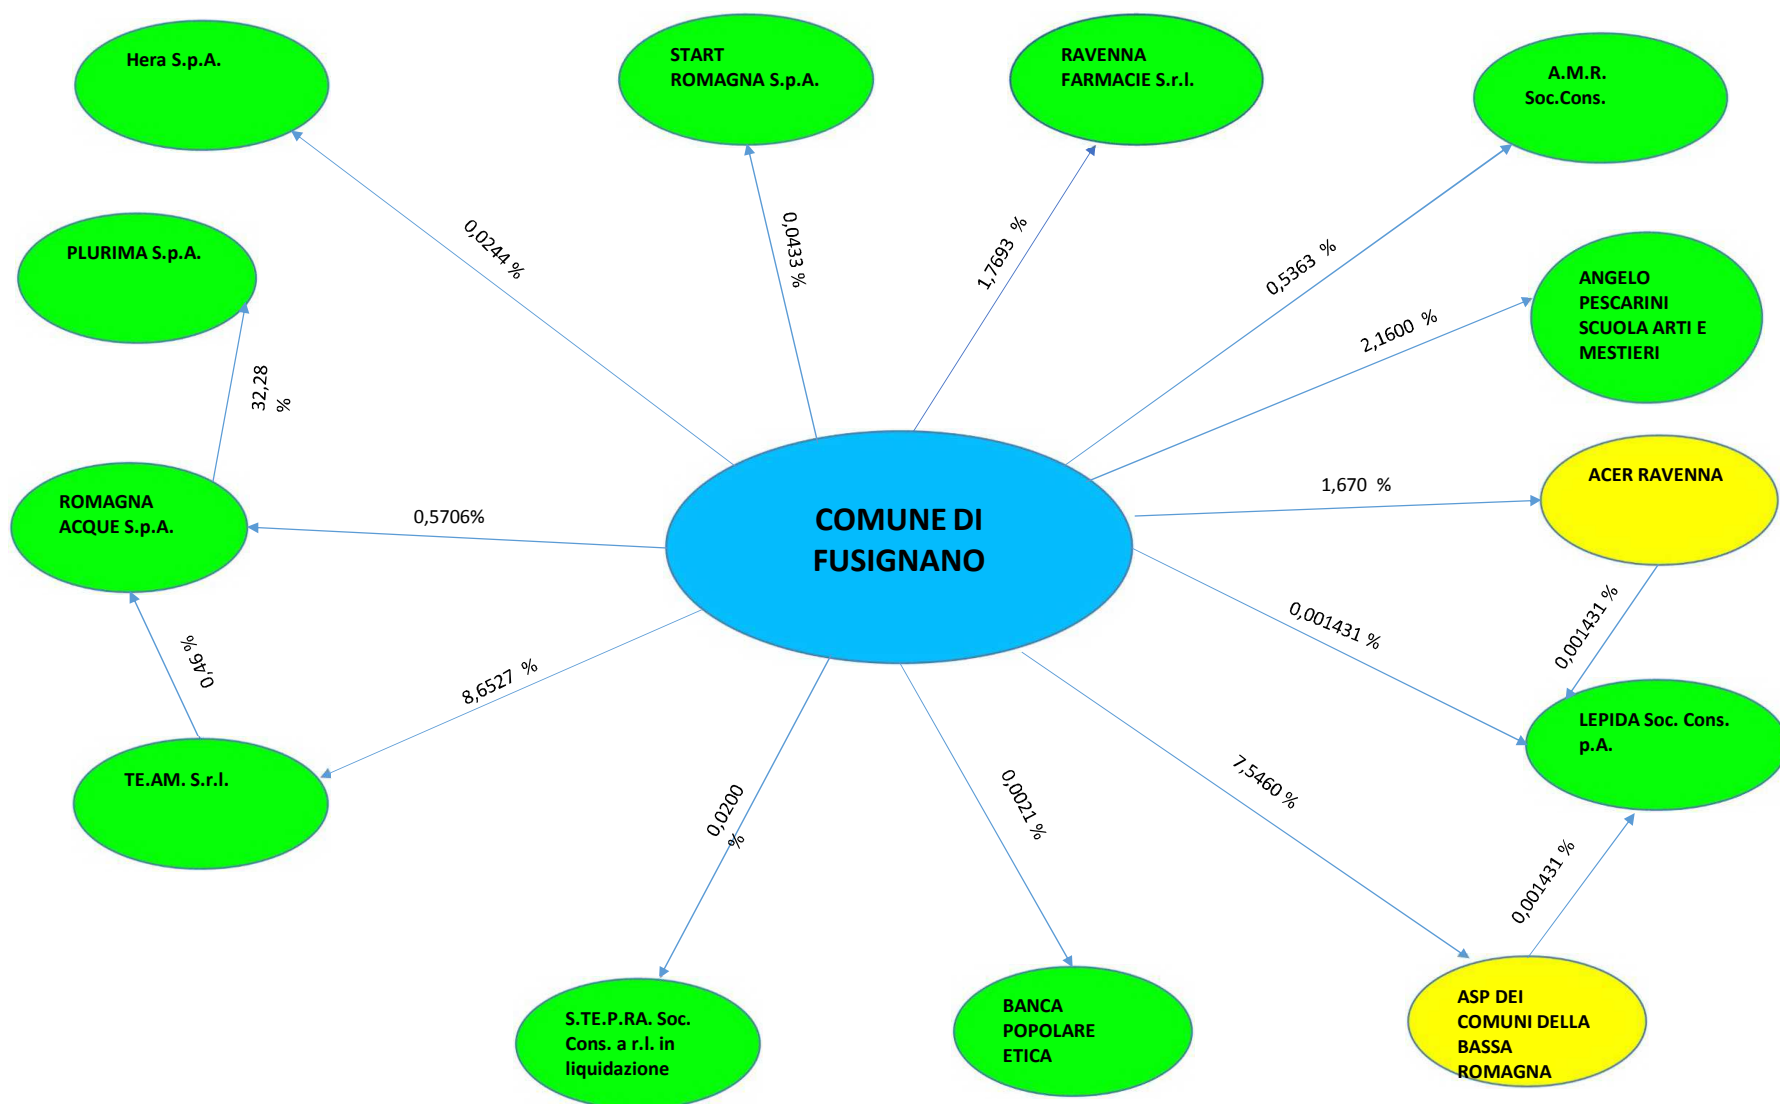 Hera S.p.A.
START
ROMAGNA S.p.A.
RAVENNA
FARMACIE S.r.l.
A.M.R.
Soc.Cons.
0,0244 %
0,0433 %
1,7693 %
0,5363 %
PLURIMA S.p.A.
ANGELO
PESCARINI
SCUOLA ARTI E
MESTIERI
2,1600 %
32,28
%
ROMAGNA
ACQUE S.p.A.
0,5706%
COMUNE DI
FUSIGNANO
1,670 %
ACER RAVENNA
0,001431 %
0,001431 %
0,46 %
8,6527 %
TE.AM. S.r.l.
LEPIDA Soc. Cons.
p.A.
0,0200
%
0,0021 %
7,5460 %
0,001431 %
S.TE.P.RA. Soc.
Cons. a r.l. in
liquidazione
BANCA
POPOLARE
ETICA
ASP DEI
COMUNI DELLA
BASSA
ROMAGNA